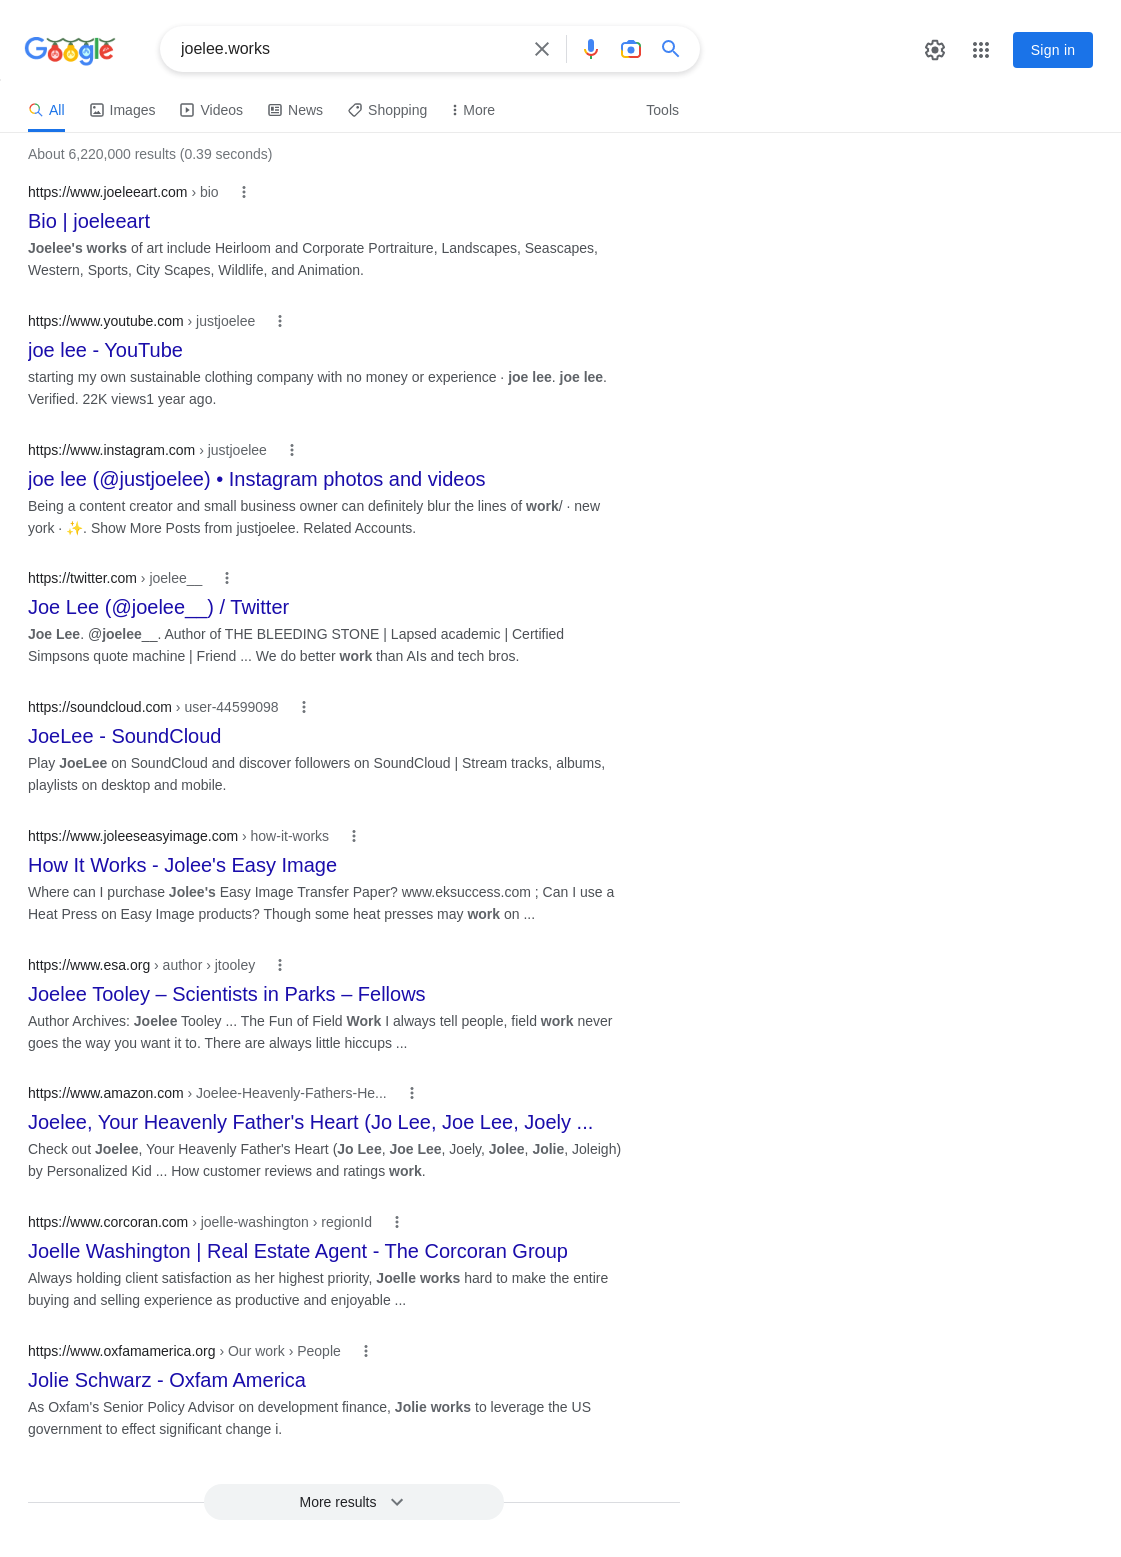 Google
joelee.works
Sign in
All Images Videos News Shopping More Tools
About 6,220,000 results (0.39 seconds)
https://www.joeleeart.com › bio
Bio | joeleeart
Joelee's works of art include Heirloom and Corporate Portraiture, Landscapes, Seascapes,
Western, Sports, City Scapes, Wildlife, and Animation.
https://www.youtube.com › justjoelee
joe lee - YouTube
starting my own sustainable clothing company with no money or experience · joe lee. joe lee.
Verified. 22K views1 year ago.
https://www.instagram.com › justjoelee
joe lee (@justjoelee) • Instagram photos and videos
Being a content creator and small business owner can definitely blur the lines of work/ · new
york · ✨. Show More Posts from justjoelee. Related Accounts.
https://twitter.com › joelee__
Joe Lee (@joelee__) / Twitter
Joe Lee. @joelee__. Author of THE BLEEDING STONE | Lapsed academic | Certified
Simpsons quote machine | Friend ... We do better work than AIs and tech bros.
https://soundcloud.com › user-44599098
JoeLee - SoundCloud
Play JoeLee on SoundCloud and discover followers on SoundCloud | Stream tracks, albums,
playlists on desktop and mobile.
https://www.joleeseasyimage.com › how-it-works
How It Works - Jolee's Easy Image
Where can I purchase Jolee's Easy Image Transfer Paper? www.eksuccess.com ; Can I use a
Heat Press on Easy Image products? Though some heat presses may work on ...
https://www.esa.org › author › jtooley
Joelee Tooley – Scientists in Parks – Fellows
Author Archives: Joelee Tooley ... The Fun of Field Work I always tell people, field work never
goes the way you want it to. There are always little hiccups ...
https://www.amazon.com › Joelee-Heavenly-Fathers-He...
Joelee, Your Heavenly Father's Heart (Jo Lee, Joe Lee, Joely ...
Check out Joelee, Your Heavenly Father's Heart (Jo Lee, Joe Lee, Joely, Jolee, Jolie, Joleigh)
by Personalized Kid ... How customer reviews and ratings work.
https://www.corcoran.com › joelle-washington › regionId
Joelle Washington | Real Estate Agent - The Corcoran Group
Always holding client satisfaction as her highest priority, Joelle works hard to make the entire
buying and selling experience as productive and enjoyable ...
https://www.oxfamamerica.org › Our work › People
Jolie Schwarz - Oxfam America
As Oxfam's Senior Policy Advisor on development finance, Jolie works to leverage the US
government to effect significant change i.
More results